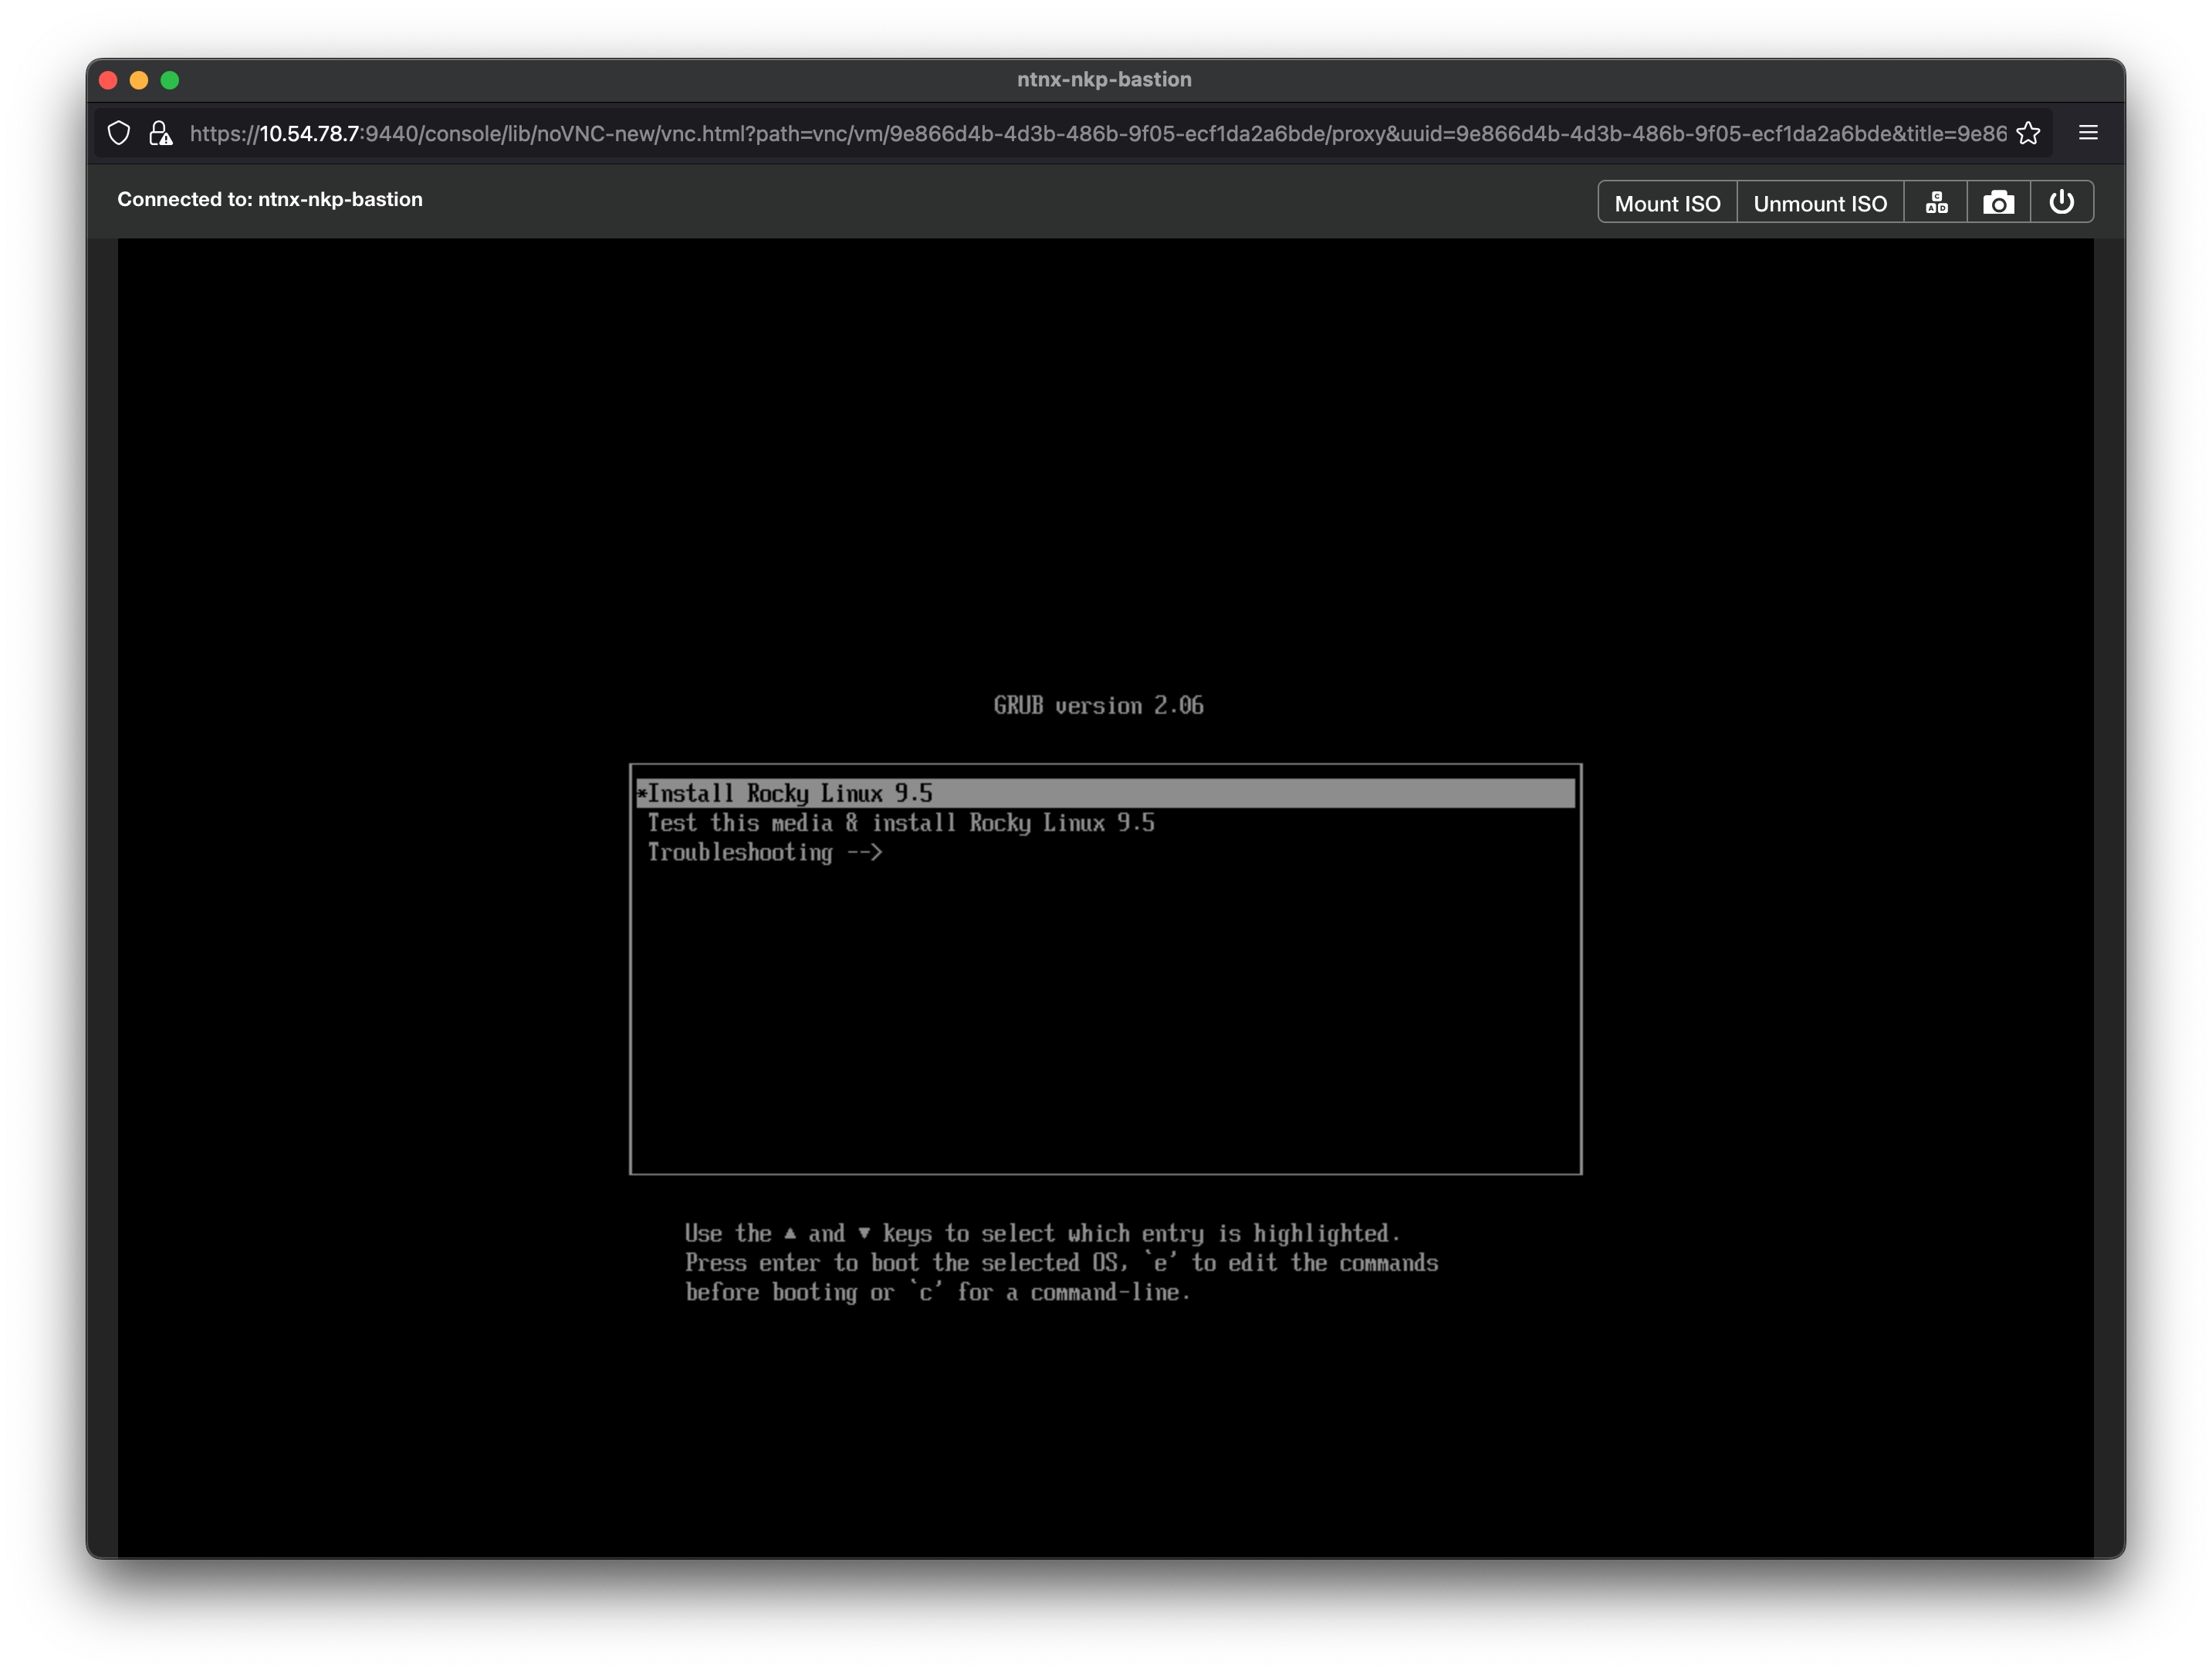 ntnx-nkp-bastion
https://10.54.78.7:9440/console/lib/noVNC-new/vnc.html?path=vnc/vm/9e866d4b-4d3b-486b-9f05-ecf1da2a6bde/proxy&uuid=9e866d4b-4d3b-486b-9f05-ecf1da2a6bde&title=9e86
Connected to: ntnx-nkp-bastion
Mount ISO
Unmount ISO
C
A D
GRUB version 2.06
*Install Rocky Linux 9.5
Test this media & install Rocky Linux 9.5
Troubleshooting -->
Use the ▲ and ▼ keys to select which entry is highlighted.
Press enter to boot the selected OS, `e' to edit the commands
before booting or `c' for a command-line.